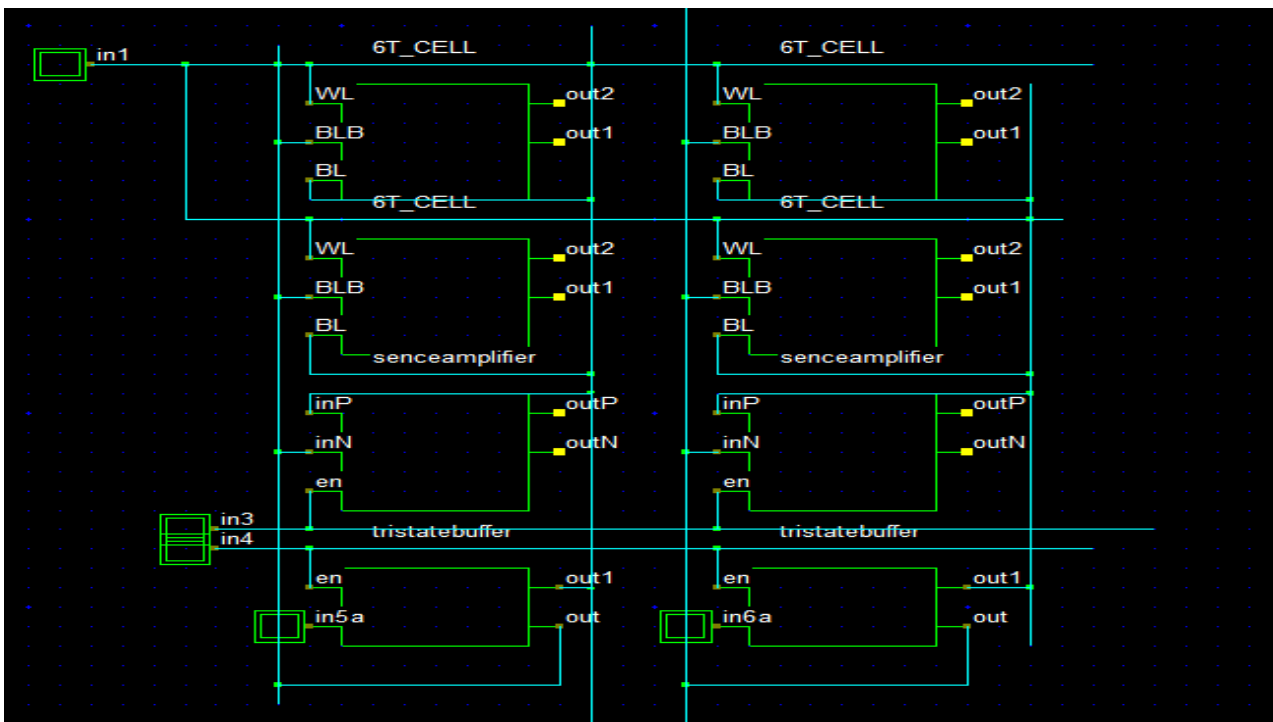 6T_CELL 6T_CELL
in1
WL out2 WL out2
BLB out1 BLB out1
BL BL
6T_CELL 6T_CELL
WL out2 WL out2
BLB out1 BLB out1
BL BL
senceamplifier senceamplifier
inP outP inP outP
inN outN inN outN
en en
in3
tristatebuffer tristatebuffer
in4
en out1 en out1
in5a out in6a out